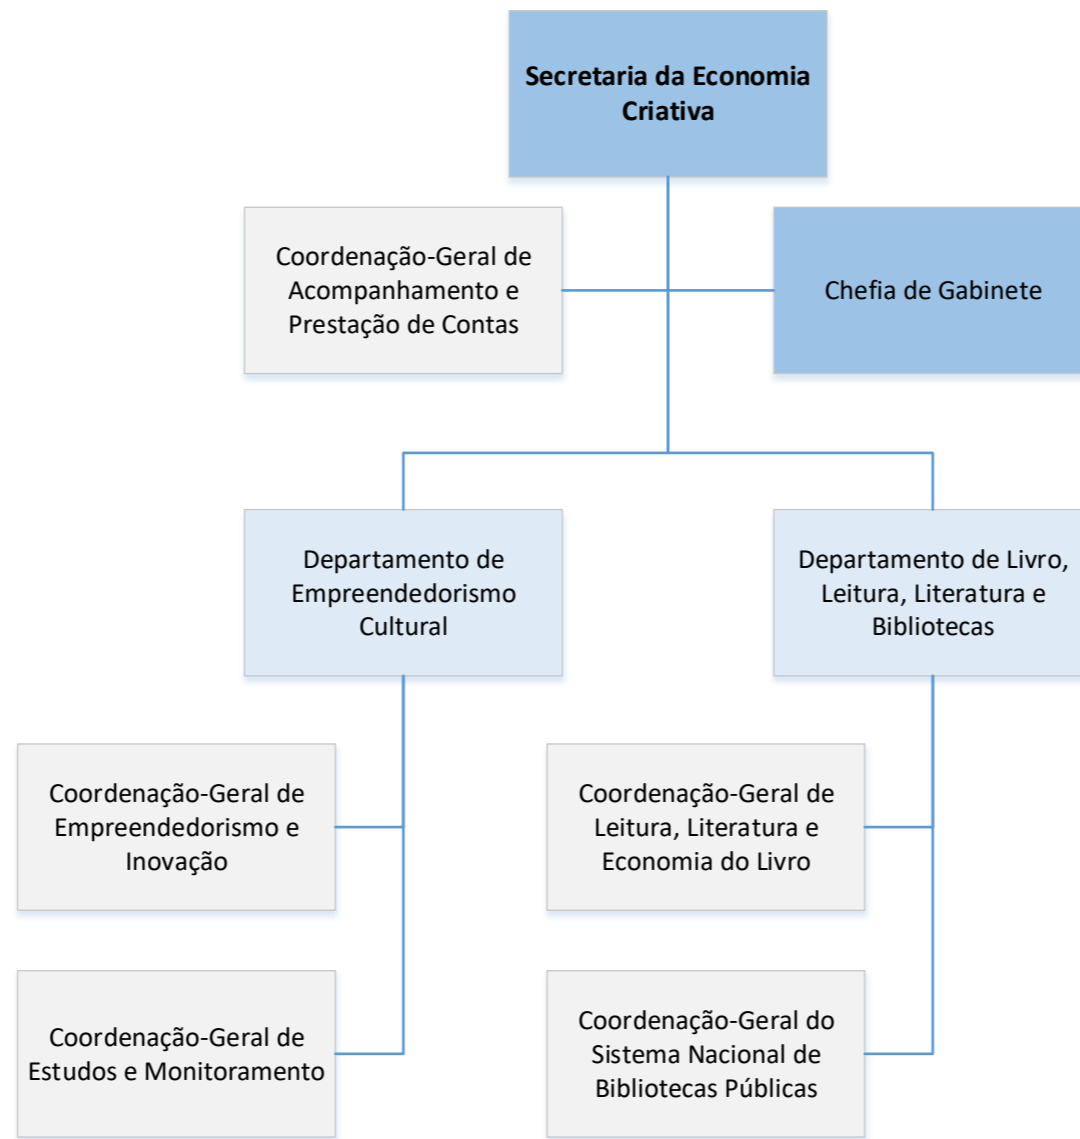 Secretaria da Economia
Criativa
Coordenação-Geral de
Acompanhamento e
Prestação de Contas
Chefia de Gabinete
Departamento de
Empreendedorismo
Cultural
Departamento de Livro,
Leitura, Literatura e
Bibliotecas
Coordenação-Geral de
Empreendedorismo e
Inovação
Coordenação-Geral de
Leitura, Literatura e
Economia do Livro
Coordenação-Geral de
Estudos e Monitoramento
Coordenação-Geral do
Sistema Nacional de
Bibliotecas Públicas